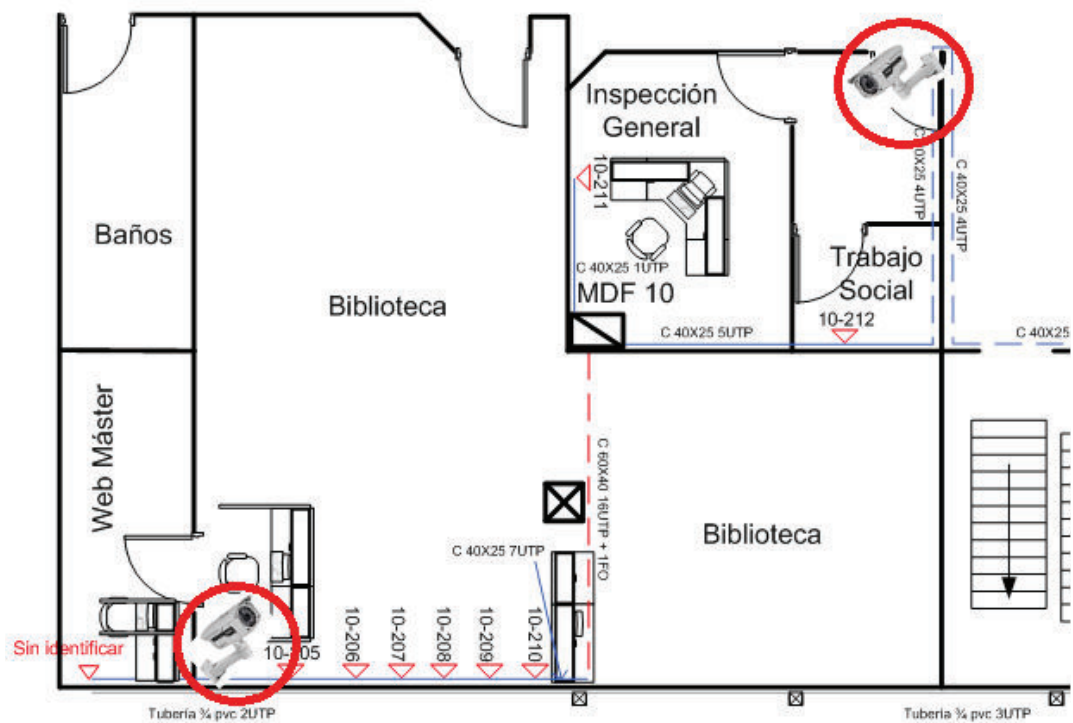 Inspección
General
10-211
C 40X25 4UTP
C 40X25 4UTP
Baños
Biblioteca
C 40X25 1UTP
MDF 10
Trabajo
Social
10-212
C 40X25 5UTP
C 40X25
Web Máster
C 60X40 16UTP + 1FO
Biblioteca
C 40X25 7UTP
Sin identificar
10-206
10-207
10-208
10-209
10-210
Tubería ¾ pvc 2UTP
Tubería ¾ pvc 3UTP